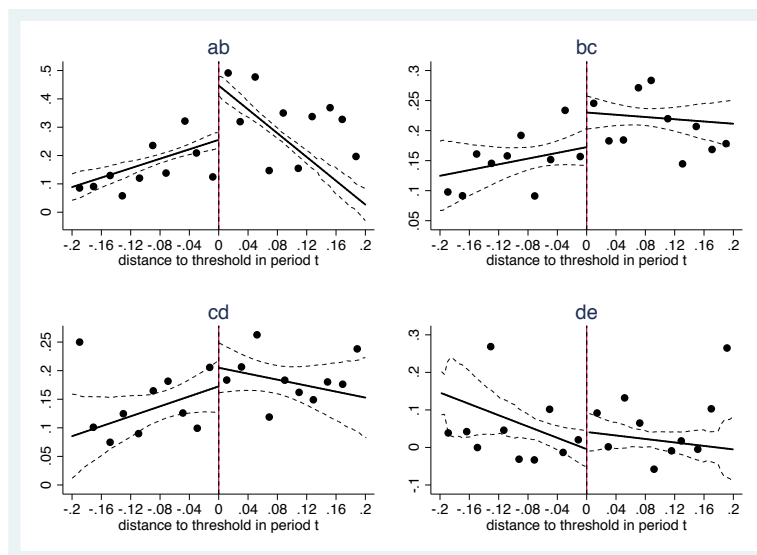 ab
.5
.4
.3
.2
.1
0
-.2 -.16 -.12 -.08 -.04 0 .04 .08 .12 .16 .2
distance to threshold in period t
bc
.3
.25
.2
.15
.1
.05
-.2 -.16 -.12 -.08 -.04 0 0.04 .08 .12 .16 .2
distance to threshold in period t
cd
.25
.2
.15
.1
.05
0
-.2 -.16 -.12 -.08 -.04 0 .04 .08 .12 .16 .2
distance to threshold in period t
de
.3
.2
.1
0
-.1
-.2 -.16 -.12 -.08 -.04 0 0.04 .08 .12 .16 .2
distance to threshold in period t